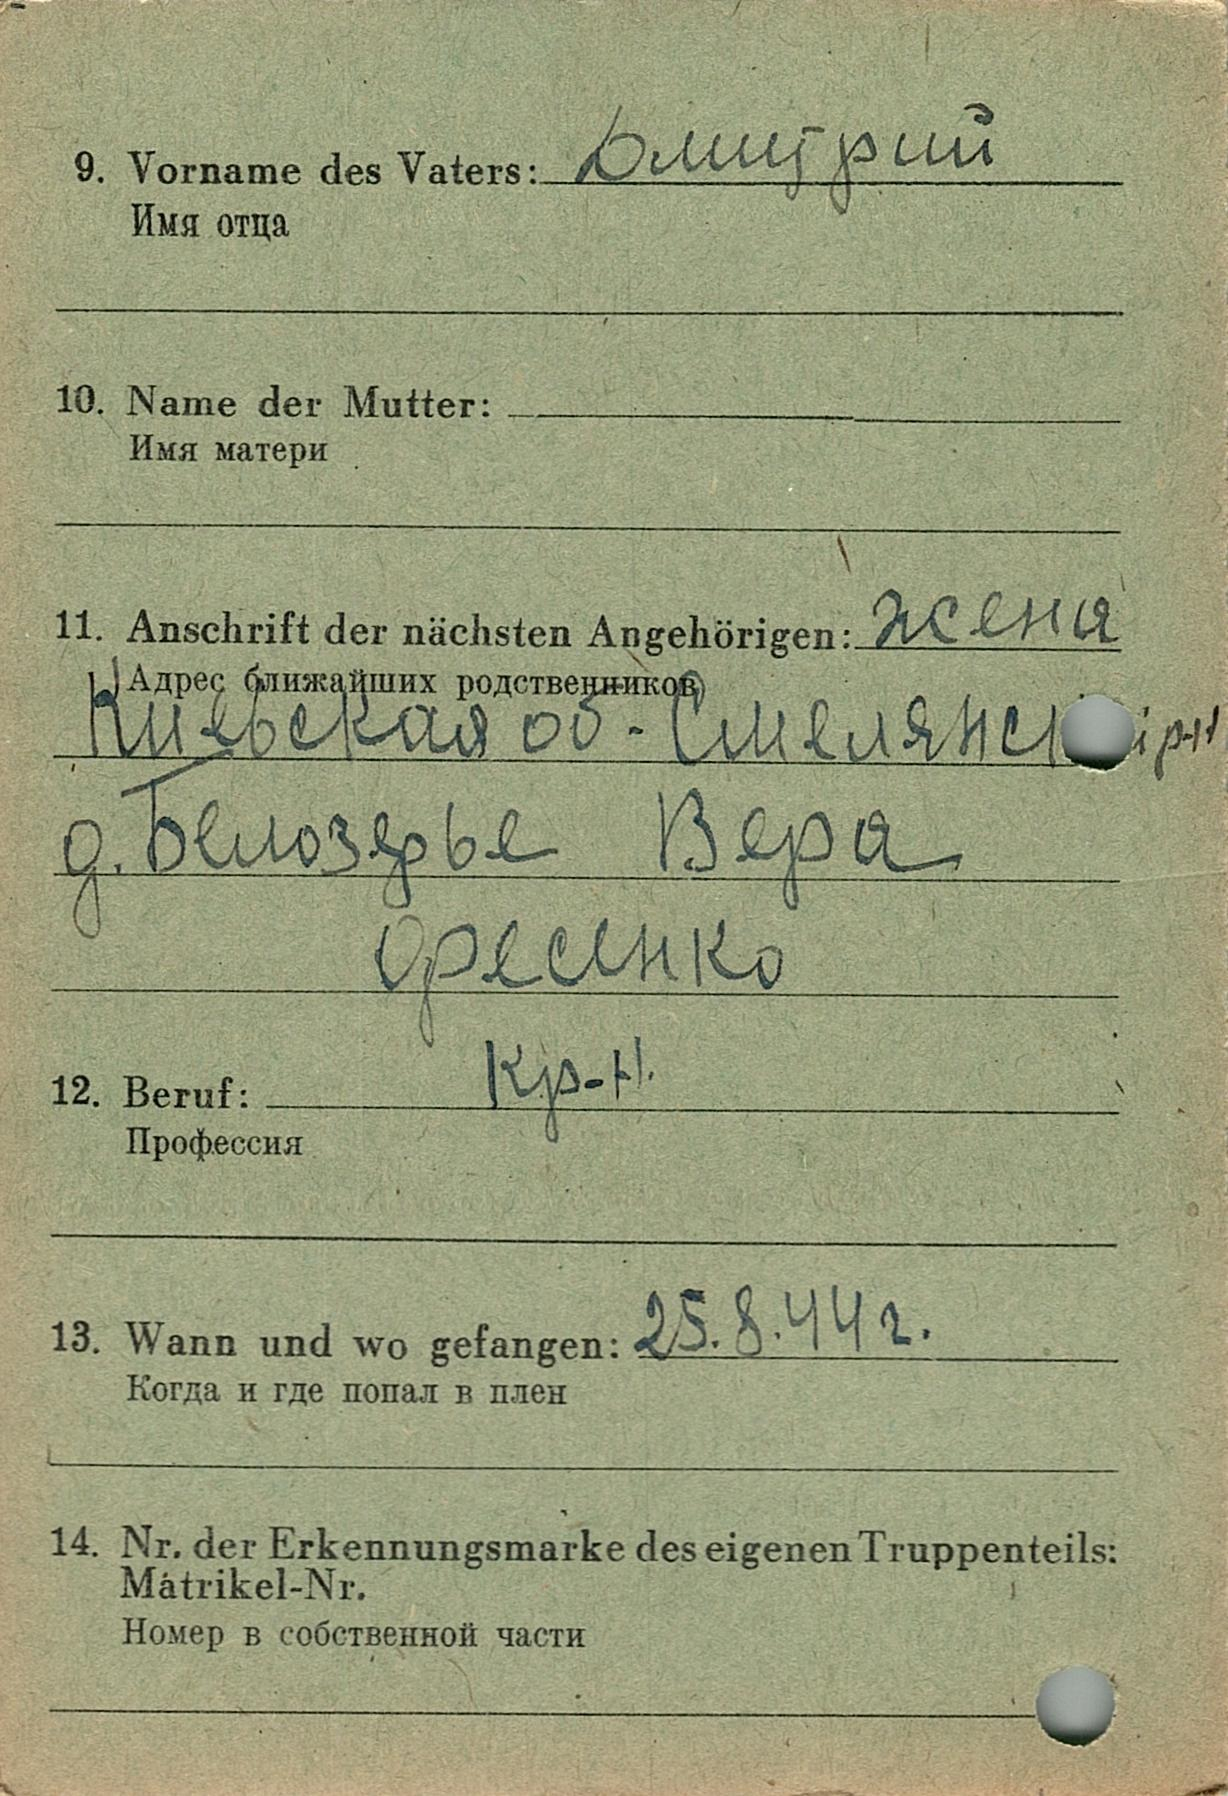 9. Vorname des Vaters: Дмитрий
Имя отца
10. Name der Mutter:
Имя матери
11. Anschrift der nächsten Angehörigen: жена
Адрес ближайших родственников
Киевская об- Смелянск р-н
д. Белозерье Вера
Оресенко
12. Beruf: Кр-н.
Профессия
13. Wann und wo gefangen: 25.8.44 г.
Когда и где попал в плен
14. Nr. der Erkennungsmarke des eigenen Truppenteils:
Matrikel-Nr.
Номер в собственной части